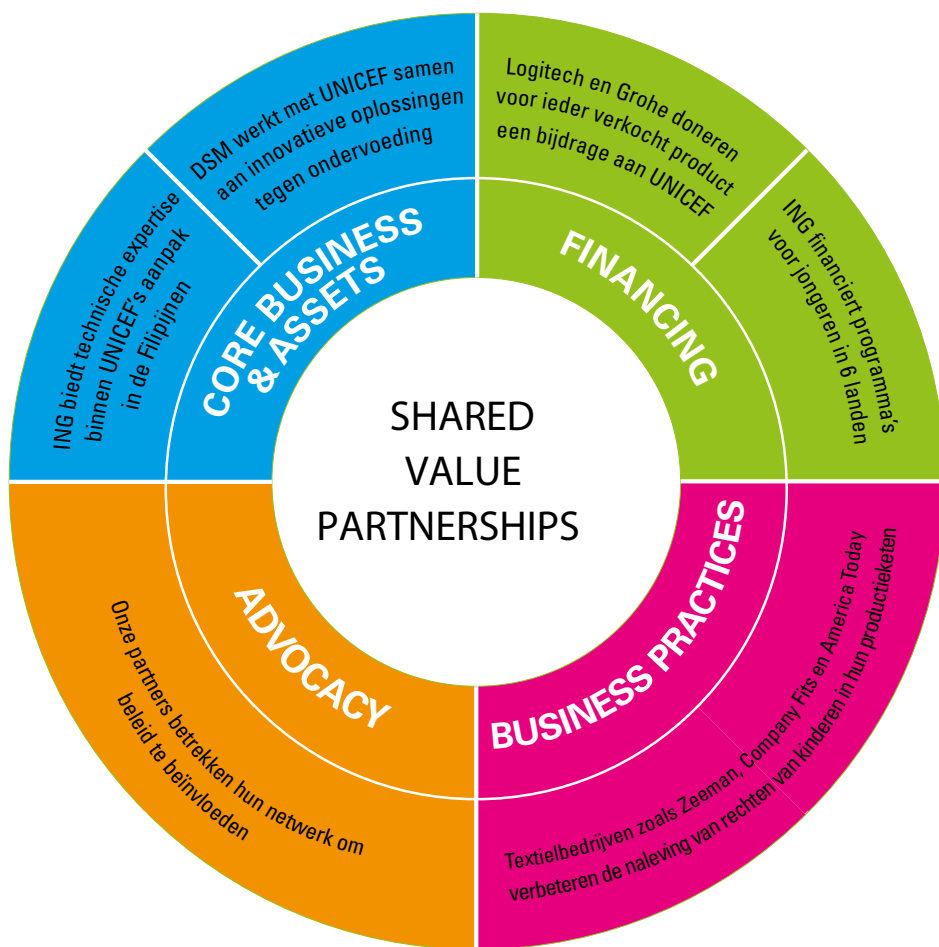 SHARED
VALUE
PARTNERSHIPS
CORE BUSINESS
& ASSETS
ING biedt technische expertise
binnen UNICEF's aanpak
in de Filipijnen
DSM werkt met UNICEF samen
aan innovatieve oplossingen
tegen ondervoeding
FINANCING
Logitech en Grohe doneren
voor ieder verkocht product
een bijdrage aan UNICEF
ING financiert programma's
voor jongeren in 6 landen
BUSINESS PRACTICES
Textielbedrijven zoals Zeeman, Company Fits en America Today
verbeteren de naleving van rechten van kinderen in hun productieketen
ADVOCACY
Onze partners betrekken hun netwerk om
beleid te beïnvloeden